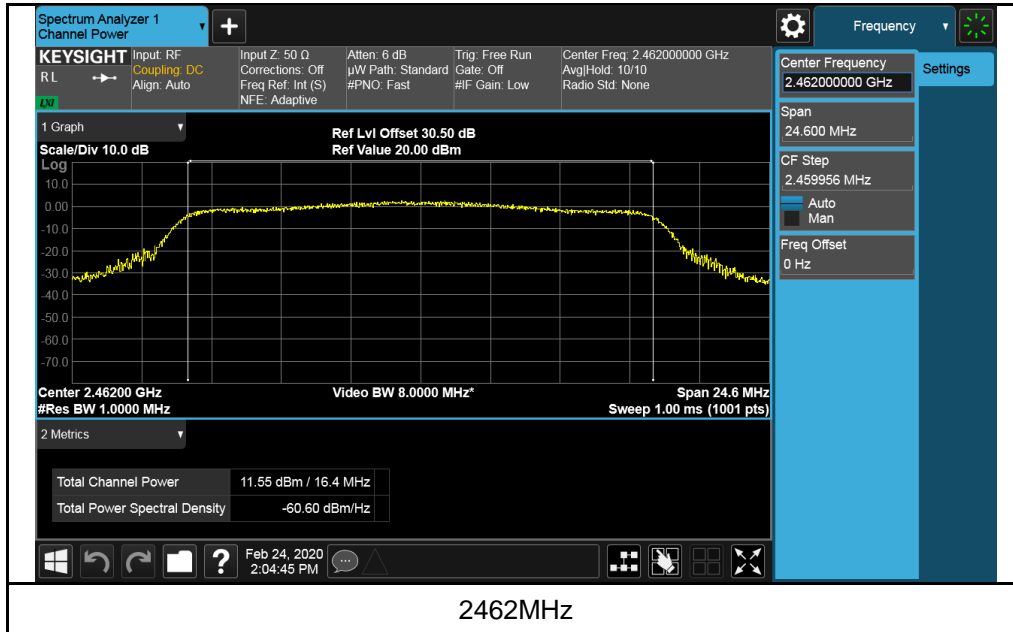 Spectrum Analyzer 1
Channel Power
+
Frequency
KEYSIGHT
RL
LXI
Input: RF
Coupling: DC
Align: Auto
Input Z: 50 Ω
Corrections: Off
Freq Ref: Int (S)
NFE: Adaptive
Atten: 6 dB
µW Path: Standard
#PNO: Fast
Trig: Free Run
Gate: Off
#IF Gain: Low
Center Freq: 2.462000000 GHz
Avg|Hold: 10/10
Radio Std: None
Center Frequency
2.462000000 GHz
Settings
Span
24.600 MHz
CF Step
2.459956 MHz
Auto
Man
Freq Offset
0 Hz
1 Graph
Scale/Div 10.0 dB
Ref Lvl Offset 30.50 dB
Ref Value 20.00 dBm
Log
10.0
0.00
-10.0
-20.0
-30.0
-40.0
-50.0
-60.0
-70.0
Center 2.46200 GHz
#Res BW 1.0000 MHz
Video BW 8.0000 MHz*
Span 24.6 MHz
Sweep 1.00 ms (1001 pts)
2 Metrics
Total Channel Power 11.55 dBm / 16.4 MHz
Total Power Spectral Density -60.60 dBm/Hz
?
Feb 24, 2020
2:04:45 PM
2462MHz